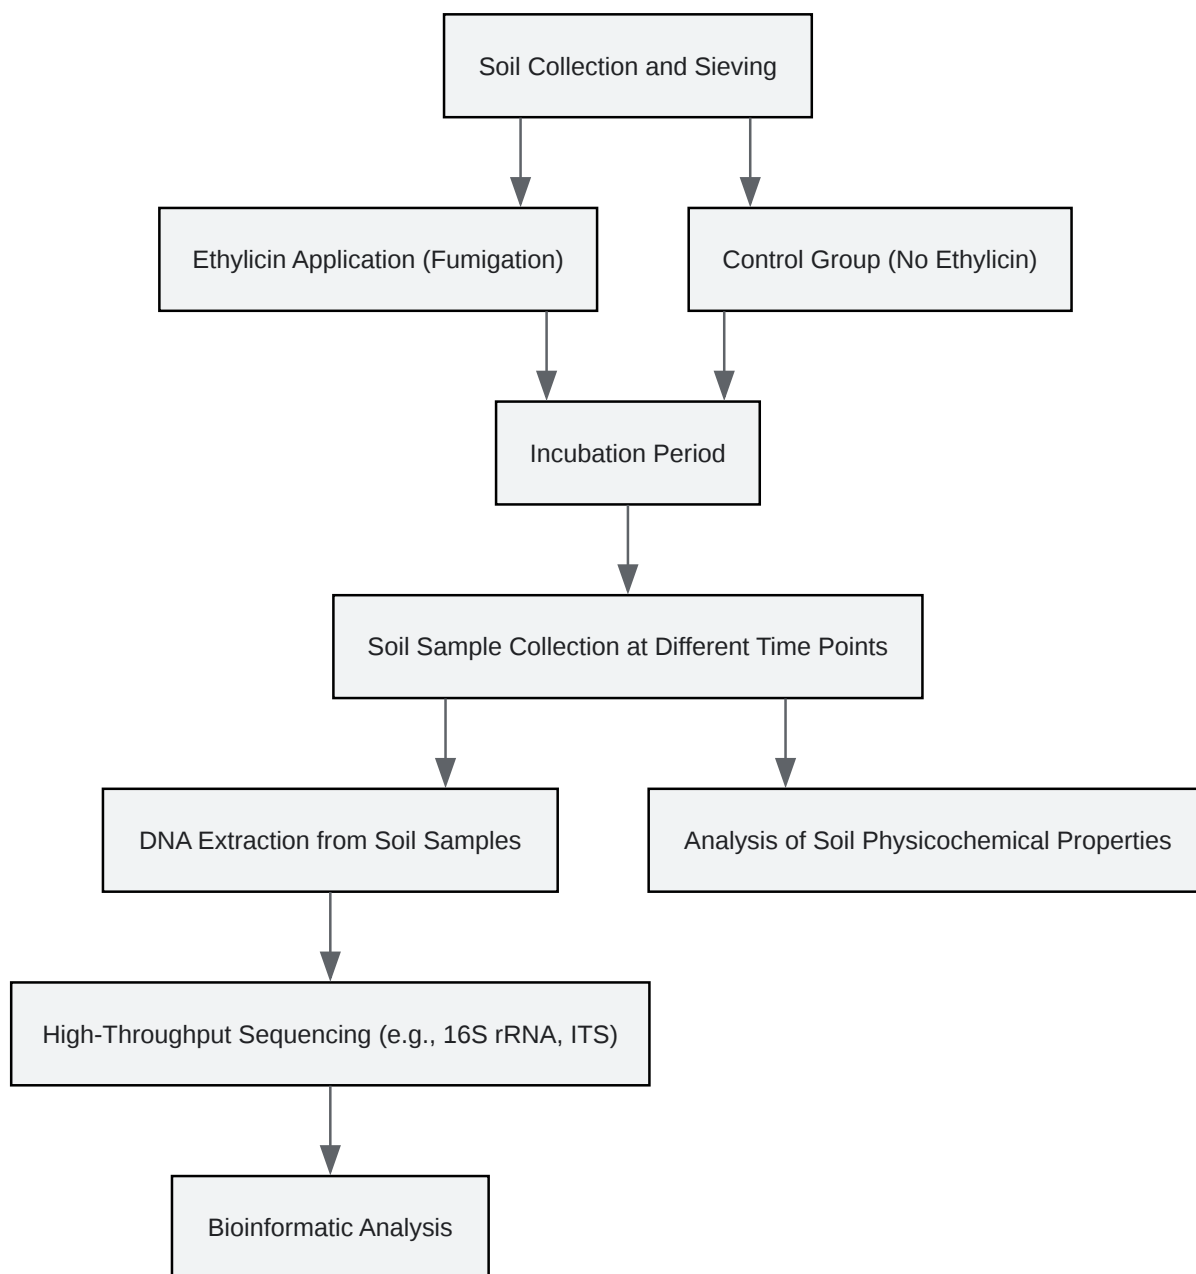 Soil Collection and Sieving
Ethylicin Application (Fumigation)
Control Group (No Ethylicin)
Incubation Period
Soil Sample Collection at Different Time Points
DNA Extraction from Soil Samples
Analysis of Soil Physicochemical Properties
High-Throughput Sequencing (e.g., 16S rRNA, ITS)
Bioinformatic Analysis